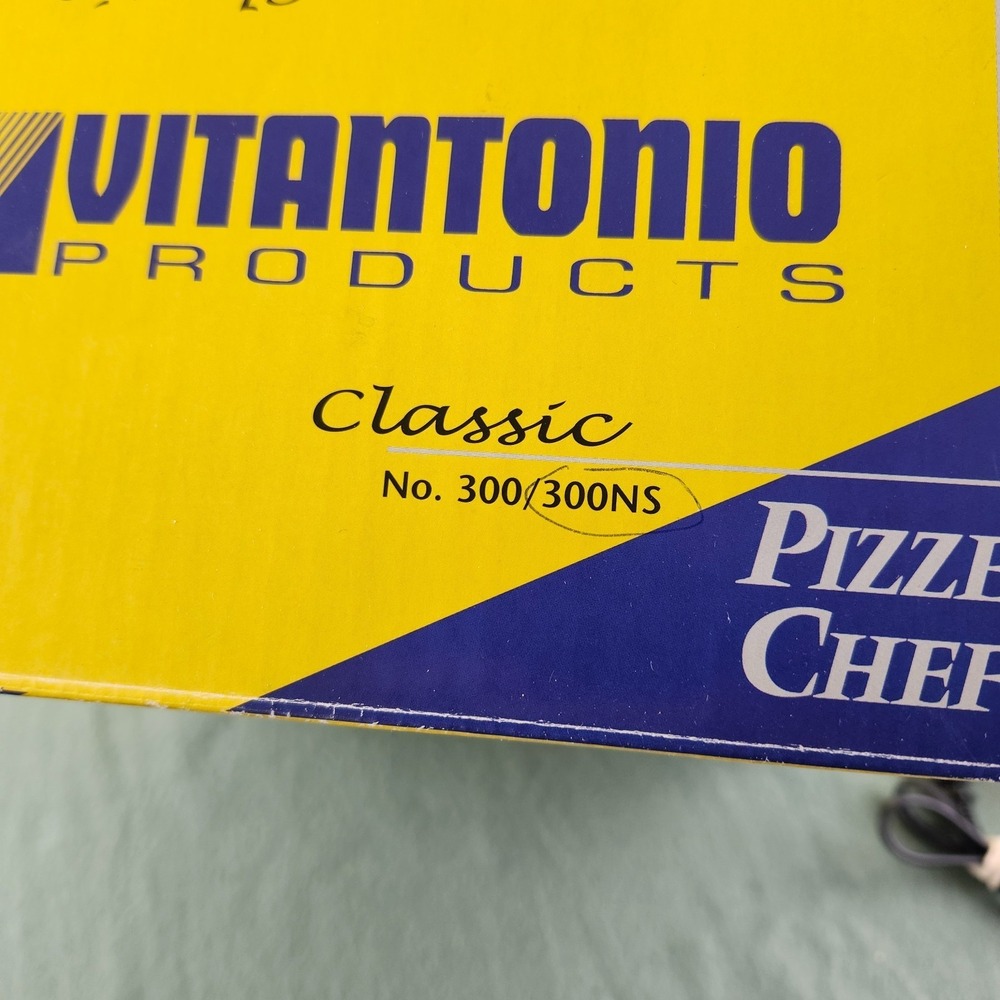 VITANTONIO
PRODUCTS
Classic
No. 300/300NS
PIZZE
CHEF